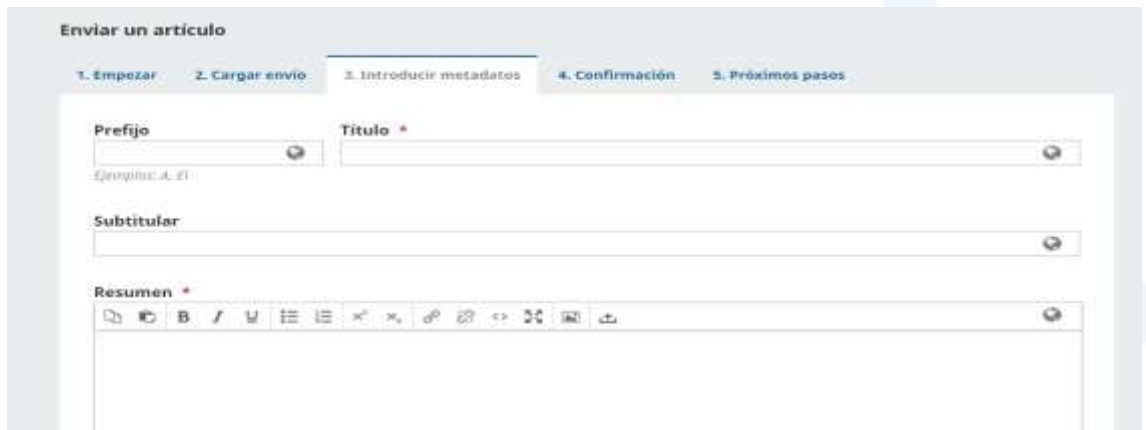 Enviar un artículo
1. Empezar 2. Cargar envío 3. Introducir metadatos 4. Confirmación 5. Próximos pasos
Prefijo Título *
Ejemplos: A, El
Subtitular
Resumen *
B I U